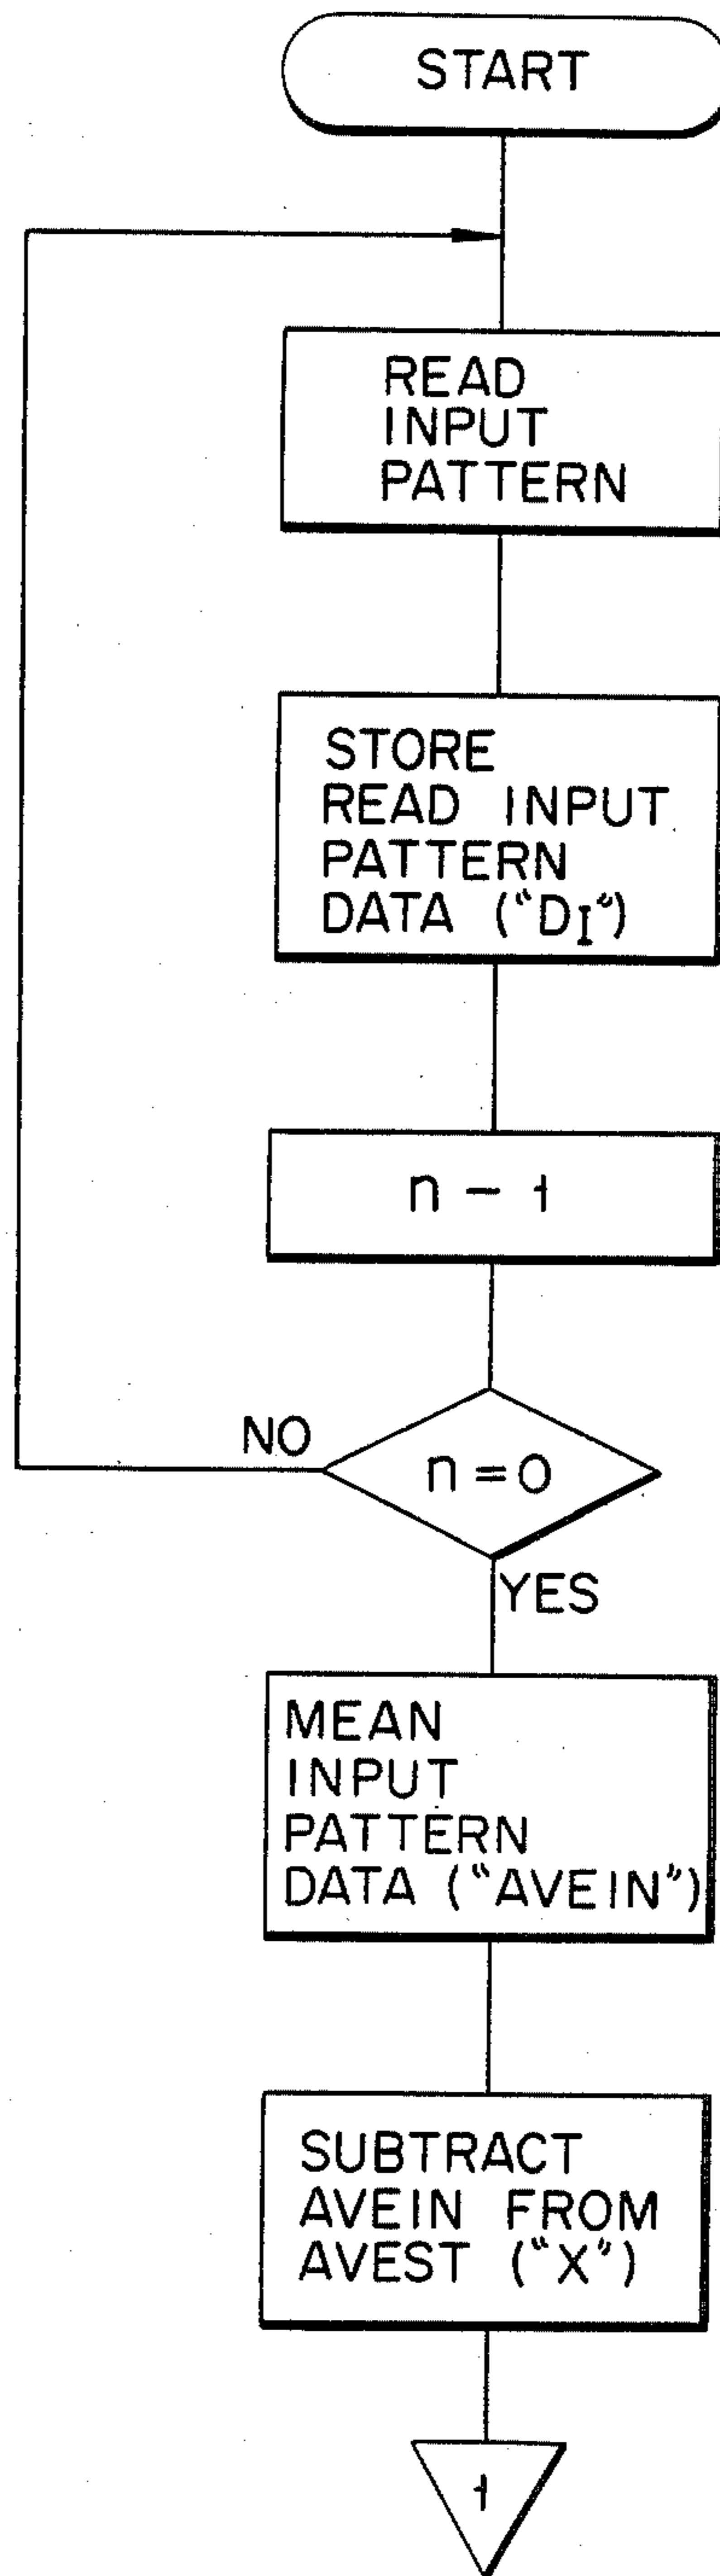 START
READ
INPUT
PATTERN
STORE
READ INPUT
PATTERN
DATA ("DI")
n - 1
n = 0
NO
YES
MEAN
INPUT
PATTERN
DATA ("AVEIN")
SUBTRACT
AVEIN FROM
AVEST ("X")
1